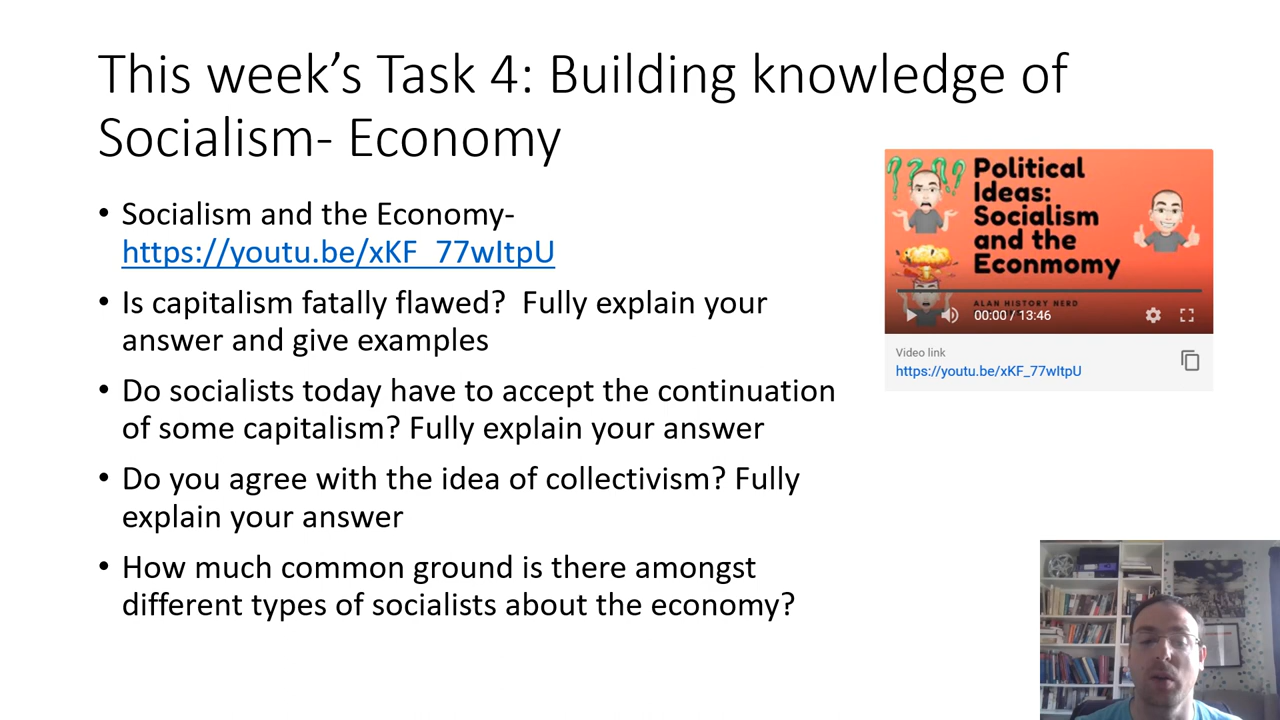 This week's Task 4: Building knowledge of
Socialism- Economy
• Socialism and the Economy-
https://youtu.be/xKF_77wItpU
• Is capitalism fatally flawed?  Fully explain your
answer and give examples
• Do socialists today have to accept the continuation
of some capitalism? Fully explain your answer
• Do you agree with the idea of collectivism? Fully
explain your answer
• How much common ground is there amongst
different types of socialists about the economy?
Political
Ideas:
Socialism
and the
Econmomy
ALAN HISTORY NERD
00:00 / 13:46
Video link
https://youtu.be/xKF_77wItpU